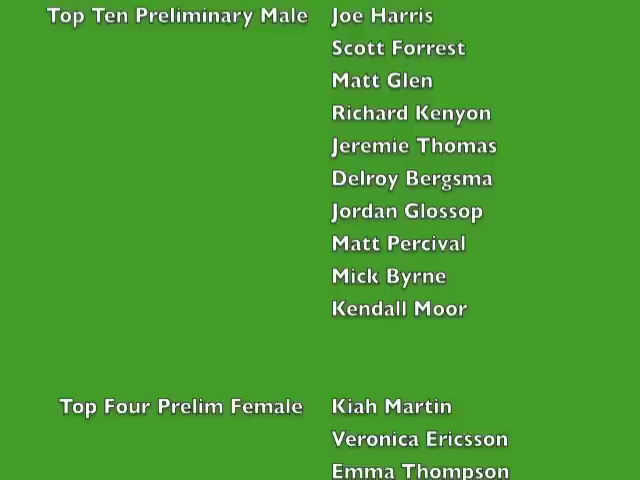 Top Ten Preliminary Male Joe Harris
Scott Forrest
Matt Glen
Richard Kenyon
Jeremie Thomas
Delroy Bergsma
Jordan Glossop
Matt Percival
Mick Byrne
Kendall Moor
Top Four Prelim Female Kiah Martin
Veronica Ericsson
Emma Thompson